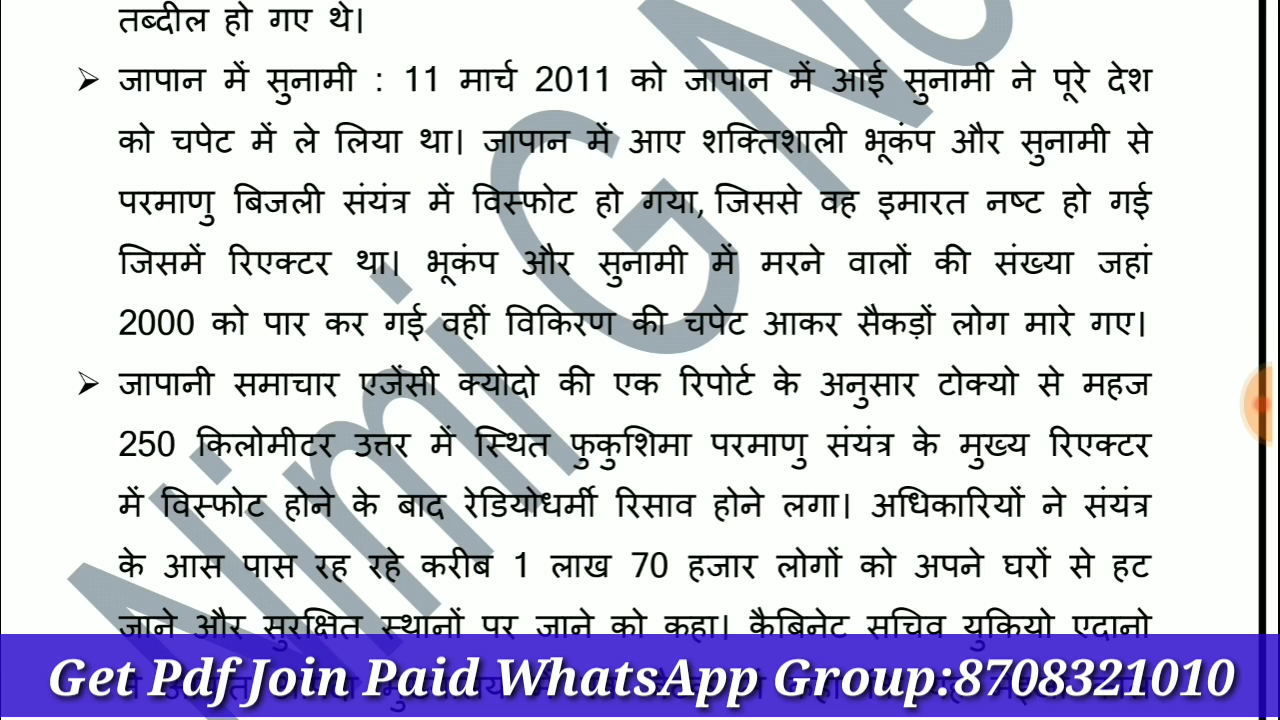 तब्दील हो गए थे।
➢ जापान में सुनामी : 11 मार्च 2011 को जापान में आई सुनामी ने पूरे देश
को चपेट में ले लिया था। जापान में आए शक्तिशाली भूकंप और सुनामी से
परमाणु बिजली संयंत्र में विस्फोट हो गया, जिससे वह इमारत नष्ट हो गई
जिसमें रिएक्टर था। भूकंप और सुनामी में मरने वालों की संख्या जहां
2000 को पार कर गई वहीं विकिरण की चपेट आकर सैकड़ों लोग मारे गए।
➢ जापानी समाचार एजेंसी क्योदो की एक रिपोर्ट के अनुसार टोक्यो से महज
250 किलोमीटर उत्तर में स्थित फुकुशिमा परमाणु संयंत्र के मुख्य रिएक्टर
में विस्फोट होने के बाद रेडियोधर्मी रिसाव होने लगा। अधिकारियों ने संयंत्र
के आस पास रह रहे करीब 1 लाख 70 हजार लोगों को अपने घरों से हट
जाने और सुरक्षित स्थानों पर जाने को कहा। कैबिनेट सचिव युकियो एदानो
Get Pdf Join Paid WhatsApp Group:8708321010
Nimi G Ne